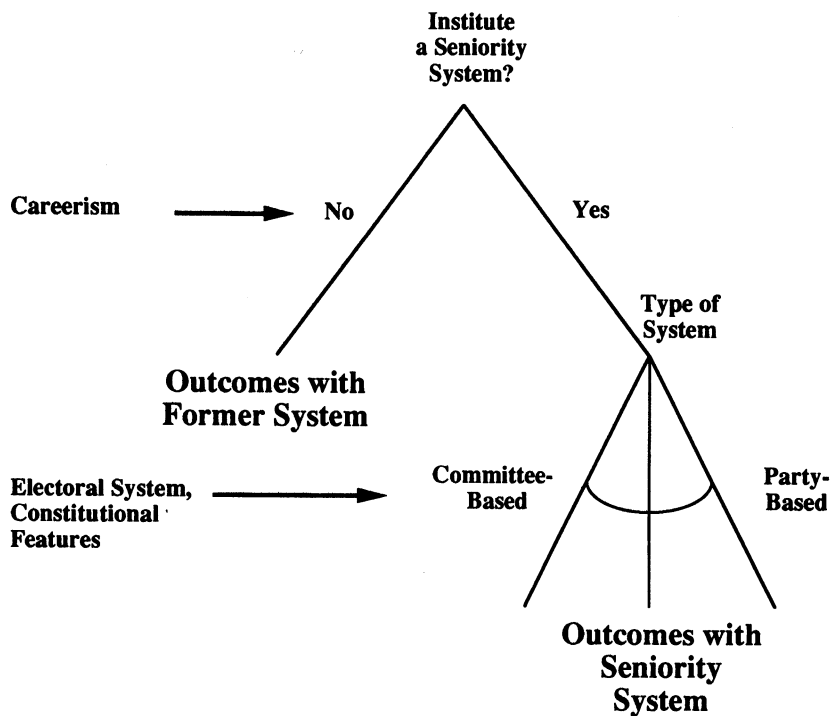 Institute
a Seniority
System?
Careerism
No
Yes
Type of
System
Outcomes with
Former System
Electoral System,
Constitutional
Features
Committee-
Based
Party-
Based
Outcomes with
Seniority
System